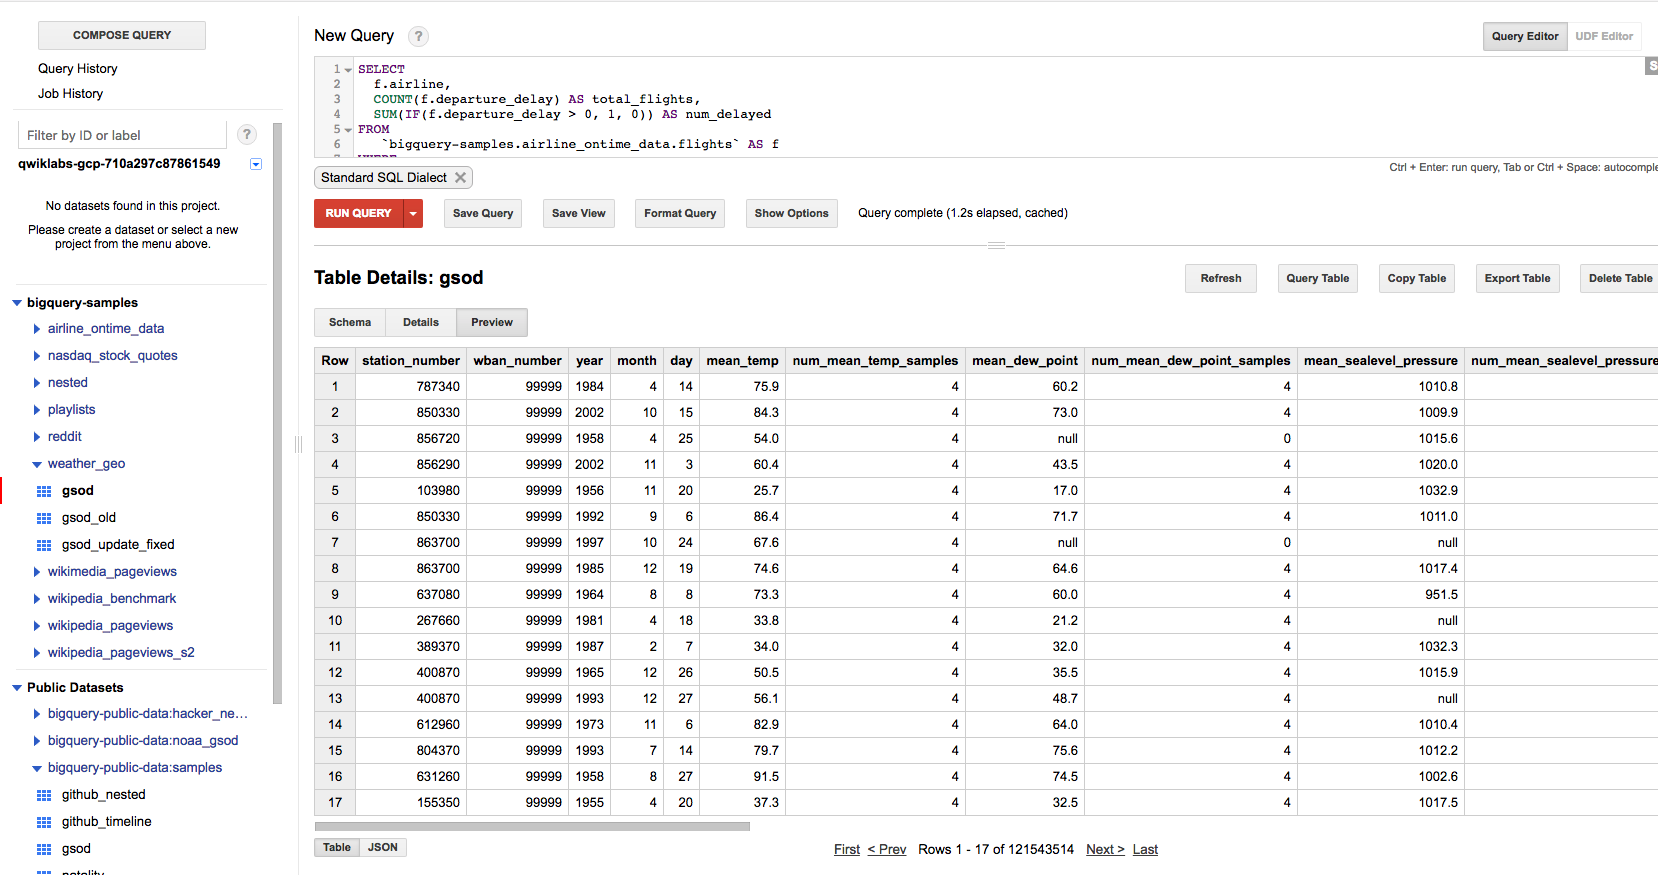 COMPOSE QUERY
Query History
Job History
Filter by ID or label
?
qwiklabs-gcp-710a297c87861549
No datasets found in this project.
Please create a dataset or select a new
project from the menu above.
bigquery-samples
airline_ontime_data
nasdaq_stock_quotes
nested
playlists
reddit
weather_geo
gsod
gsod_old
gsod_update_fixed
wikimedia_pageviews
wikipedia_benchmark
wikipedia_pageviews
wikipedia_pageviews_s2
Public Datasets
bigquery-public-data:hacker_ne…
bigquery-public-data:noaa_gsod
bigquery-public-data:samples
github_nested
github_timeline
gsod
New Query ?
Query Editor UDF Editor
1 SELECT
2 f.airline,
3 COUNT(f.departure_delay) AS total_flights,
4 SUM(IF(f.departure_delay > 0, 1, 0)) AS num_delayed
5 FROM
6 `bigquery-samples.airline_ontime_data.flights` AS f
S
Ctrl + Enter: run query, Tab or Ctrl + Space: autocomple
Standard SQL Dialect
RUN QUERY Save Query Save View Format Query Show Options Query complete (1.2s elapsed, cached)
Table Details: gsod
Refresh Query Table Copy Table Export Table Delete Table
Schema Details Preview
Row station_number wban_number year month day mean_temp num_mean_temp_samples mean_dew_point num_mean_dew_point_samples mean_sealevel_pressure num_mean_sealevel_pressure
1 787340 99999 1984 4 14 75.9 4 60.2 4 1010.8
2 850330 99999 2002 10 15 84.3 4 73.0 4 1009.9
3 856720 99999 1958 4 25 54.0 4 null 0 1015.6
4 856290 99999 2002 11 3 60.4 4 43.5 4 1020.0
5 103980 99999 1956 11 20 25.7 4 17.0 4 1032.9
6 850330 99999 1992 9 6 86.4 4 71.7 4 1011.0
7 863700 99999 1997 10 24 67.6 4 null 0 null
8 863700 99999 1985 12 19 74.6 4 64.6 4 1017.4
9 637080 99999 1964 8 8 73.3 4 60.0 4 951.5
10 267660 99999 1981 4 18 33.8 4 21.2 4 null
11 389370 99999 1987 2 7 34.0 4 32.0 4 1032.3
12 400870 99999 1965 12 26 50.5 4 35.5 4 1015.9
13 400870 99999 1993 12 27 56.1 4 48.7 4 null
14 612960 99999 1973 11 6 82.9 4 64.0 4 1010.4
15 804370 99999 1993 7 14 79.7 4 75.6 4 1012.2
16 631260 99999 1958 8 27 91.5 4 74.5 4 1002.6
17 155350 99999 1955 4 20 37.3 4 32.5 4 1017.5
Table JSON
First < Prev Rows 1 - 17 of 121543514 Next > Last